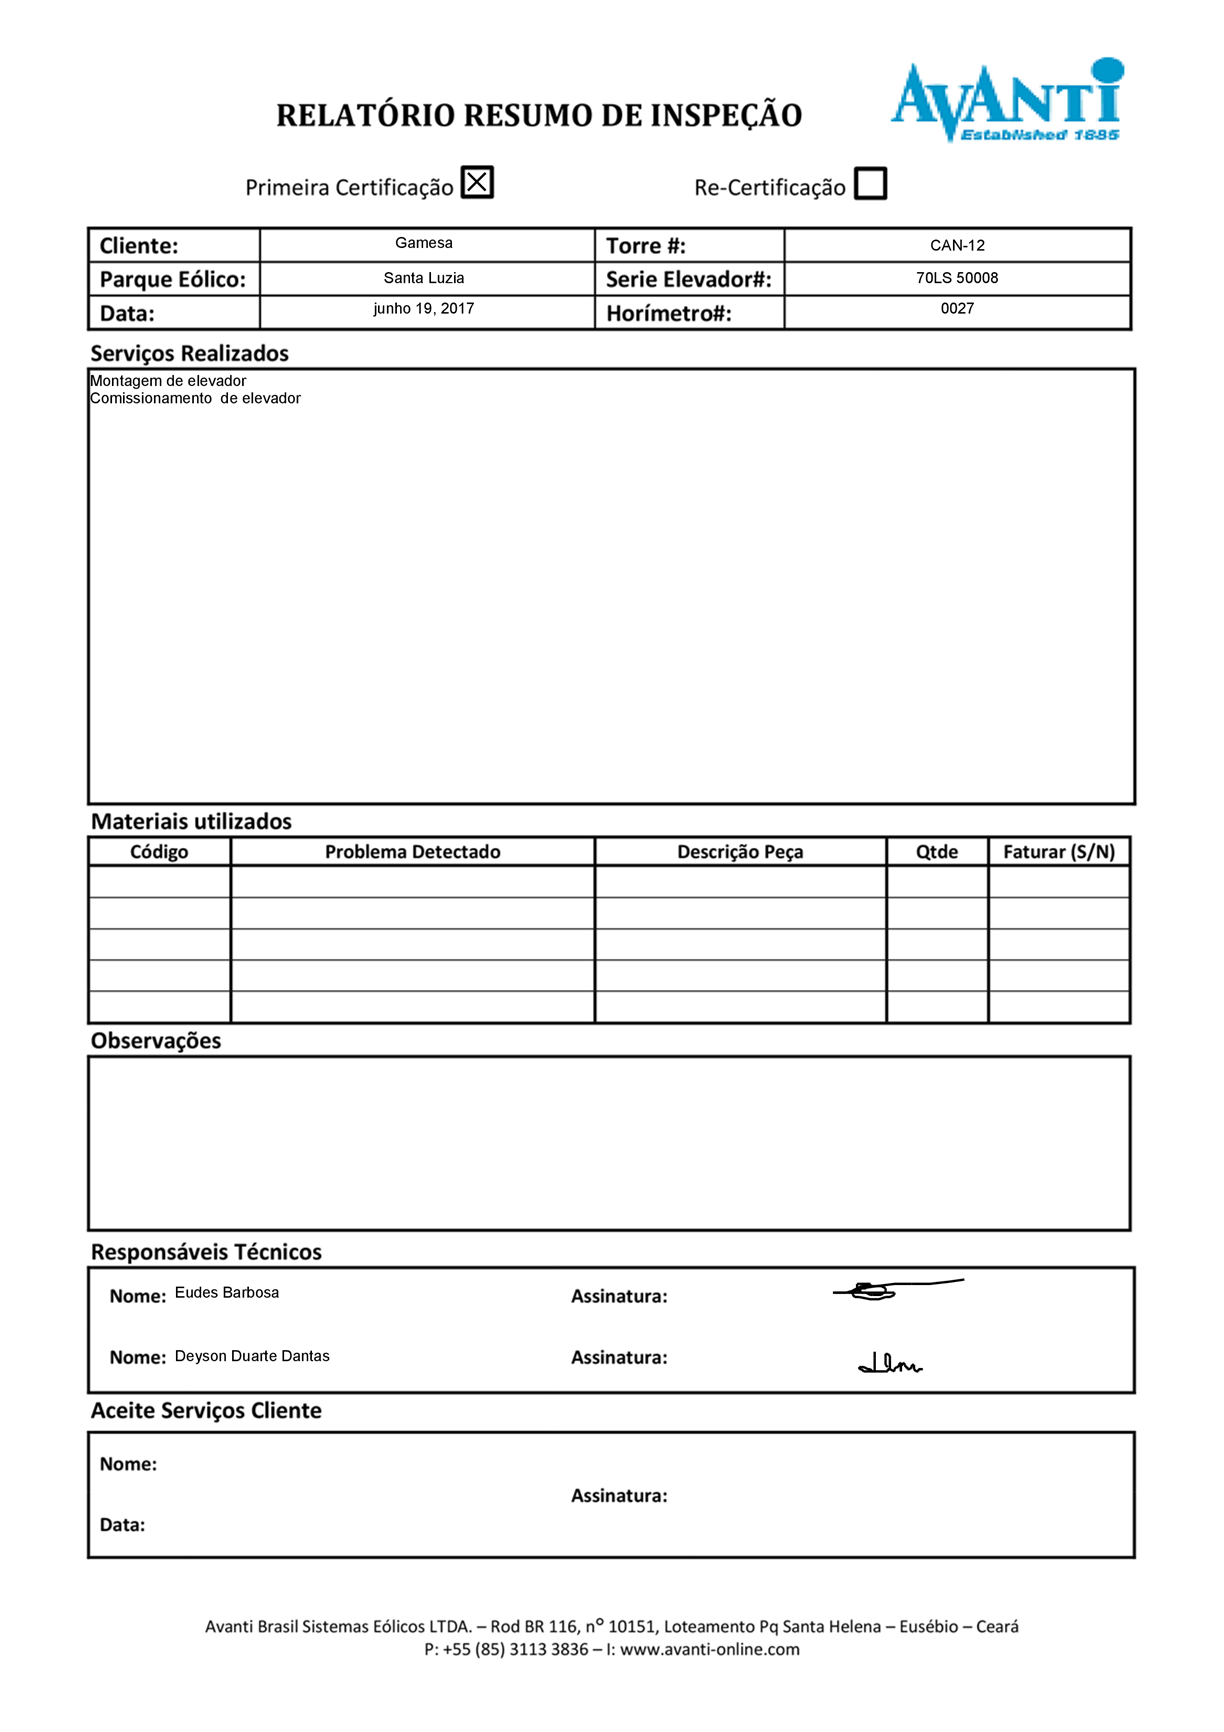 RELATÓRIO RESUMO DE INSPEÇÃO
AVANTI
Established 1885
Primeira Certificação
Re-Certificação
Cliente: Gamesa Torre #: CAN-12
Parque Eólico: Santa Luzia Serie Elevador#: 70LS 50008
Data: junho 19, 2017 Horímetro#: 0027
Serviços Realizados
Montagem de elevador
Comissionamento de elevador
Materiais utilizados
Código Problema Detectado Descrição Peça Qtde Faturar (S/N)
Observações
Responsáveis Técnicos
Nome: Eudes Barbosa Assinatura:
Nome: Deyson Duarte Dantas Assinatura:
Aceite Serviços Cliente
Nome:
Assinatura:
Data:
Avanti Brasil Sistemas Eólicos LTDA. – Rod BR 116, nº 10151, Loteamento Pq Santa Helena – Eusébio – Ceará
P: +55 (85) 3113 3836 – I: www.avanti-online.com